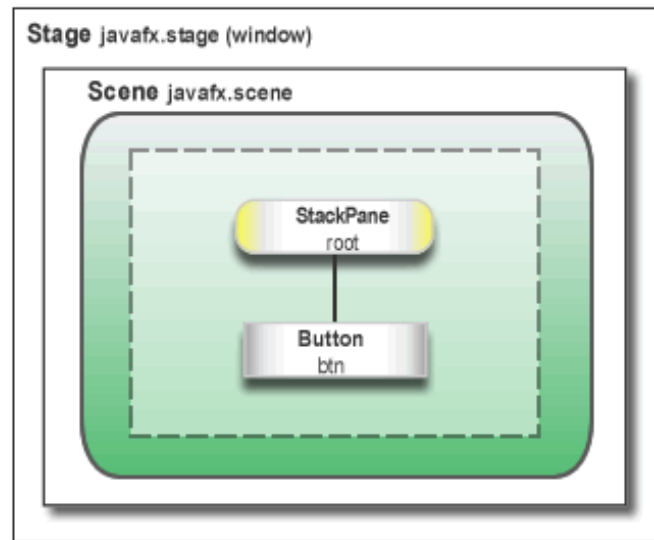 Stage javafx.stage (window)
Scene javafx.scene
StackPane
root
Button
btn